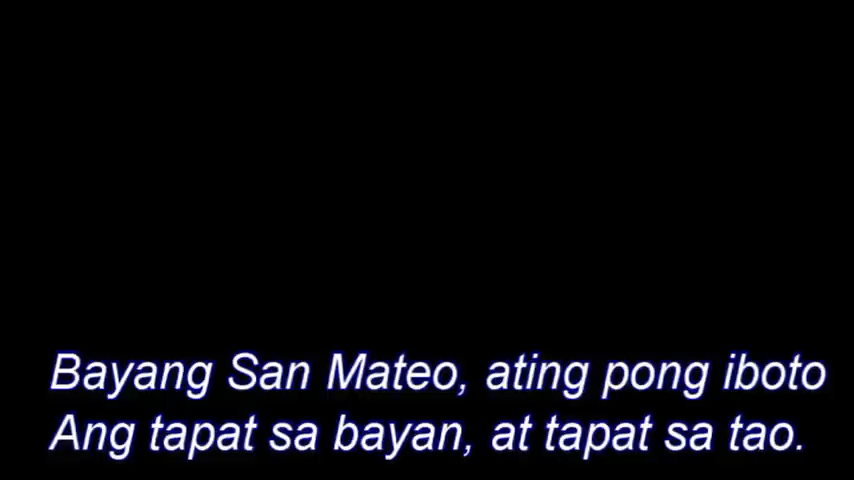 Bayang San Mateo, ating pong iboto
Ang tapat sa bayan, at tapat sa tao.